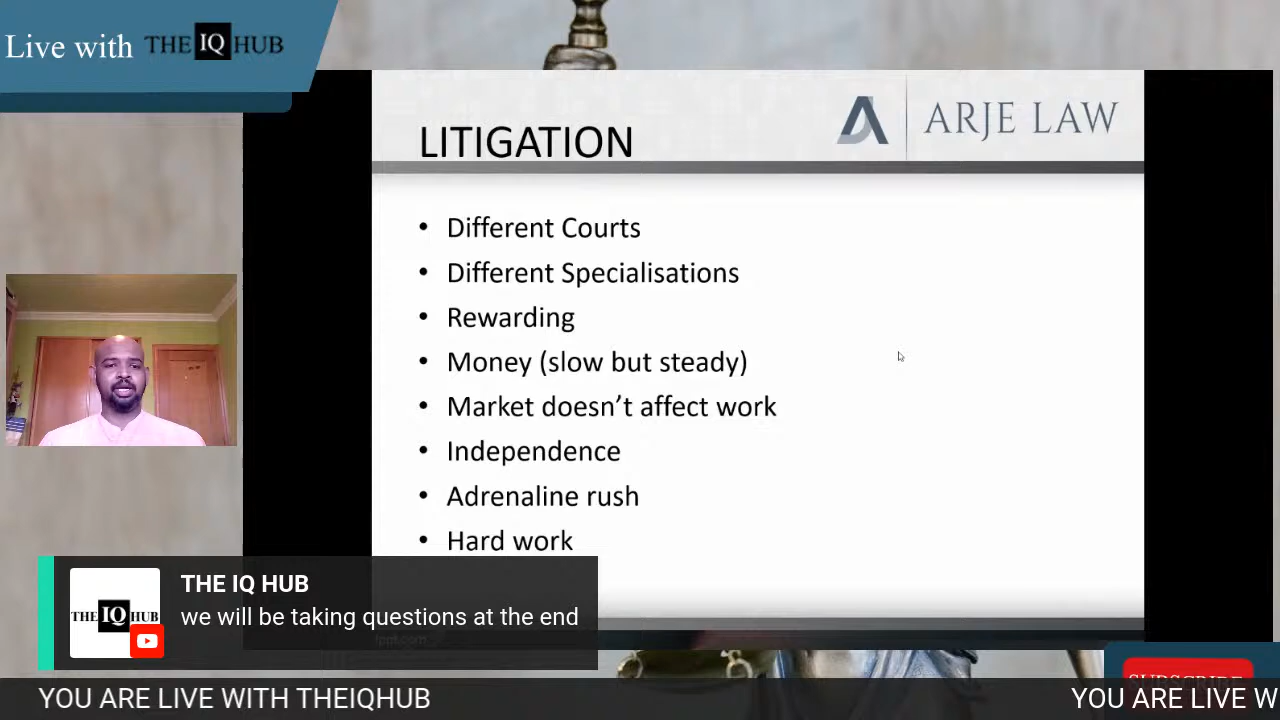 Live with THE IQ HUB
ARJE LAW
LITIGATION
• Different Courts
• Different Specialisations
• Rewarding
• Money (slow but steady)
• Market doesn't affect work
• Independence
• Adrenaline rush
• Hard work
THE IQ HUB
THE IQ HUB
we will be taking questions at the end
SUBSCRIBE
YOU ARE LIVE WITH THEIQHUB
YOU ARE LIVE W